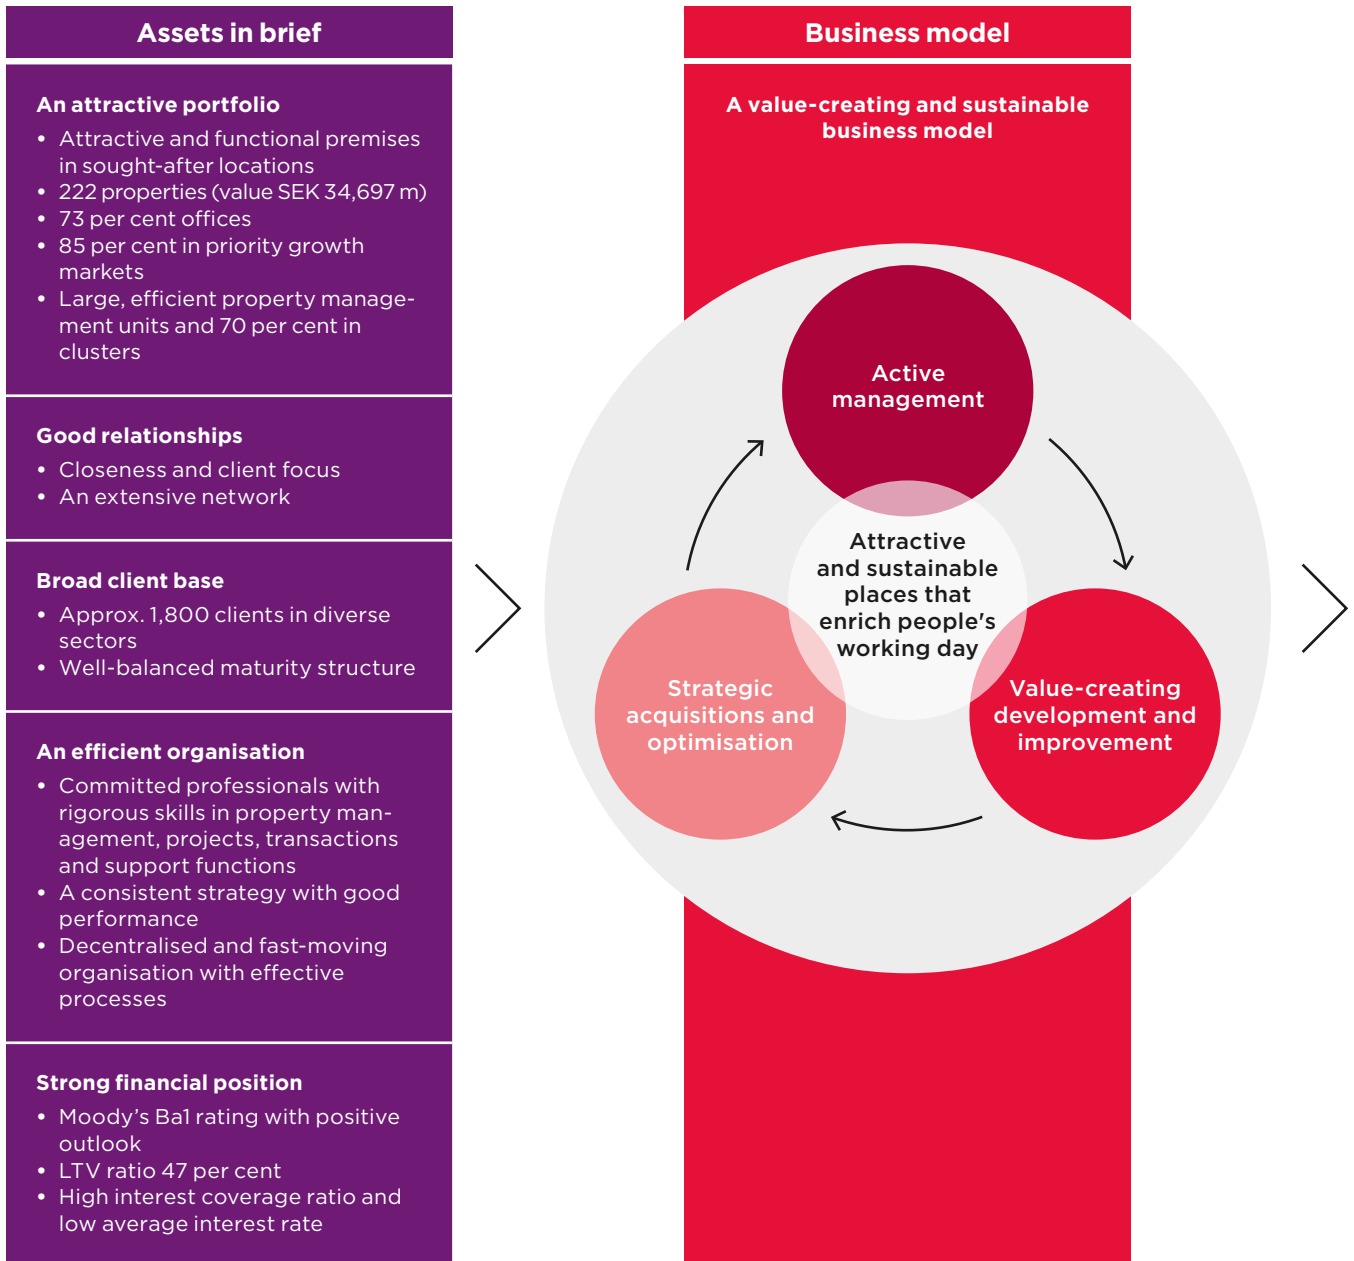 Assets in brief
An attractive portfolio
• Attractive and functional premises
in sought-after locations
• 222 properties (value SEK 34,697 m)
• 73 per cent offices
• 85 per cent in priority growth
markets
• Large, efficient property manage-
ment units and 70 per cent in
clusters
Good relationships
• Closeness and client focus
• An extensive network
Broad client base
• Approx. 1,800 clients in diverse
sectors
• Well-balanced maturity structure
An efficient organisation
• Committed professionals with
rigorous skills in property man-
agement, projects, transactions
and support functions
• A consistent strategy with good
performance
• Decentralised and fast-moving
organisation with effective
processes
Strong financial position
• Moody’s Ba1 rating with positive
outlook
• LTV ratio 47 per cent
• High interest coverage ratio and
low average interest rate
Business model
A value-creating and sustainable
business model
Active
management
Attractive
and sustainable
places that
enrich people's
working day
Strategic
acquisitions and
optimisation
Value-creating
development and
improvement